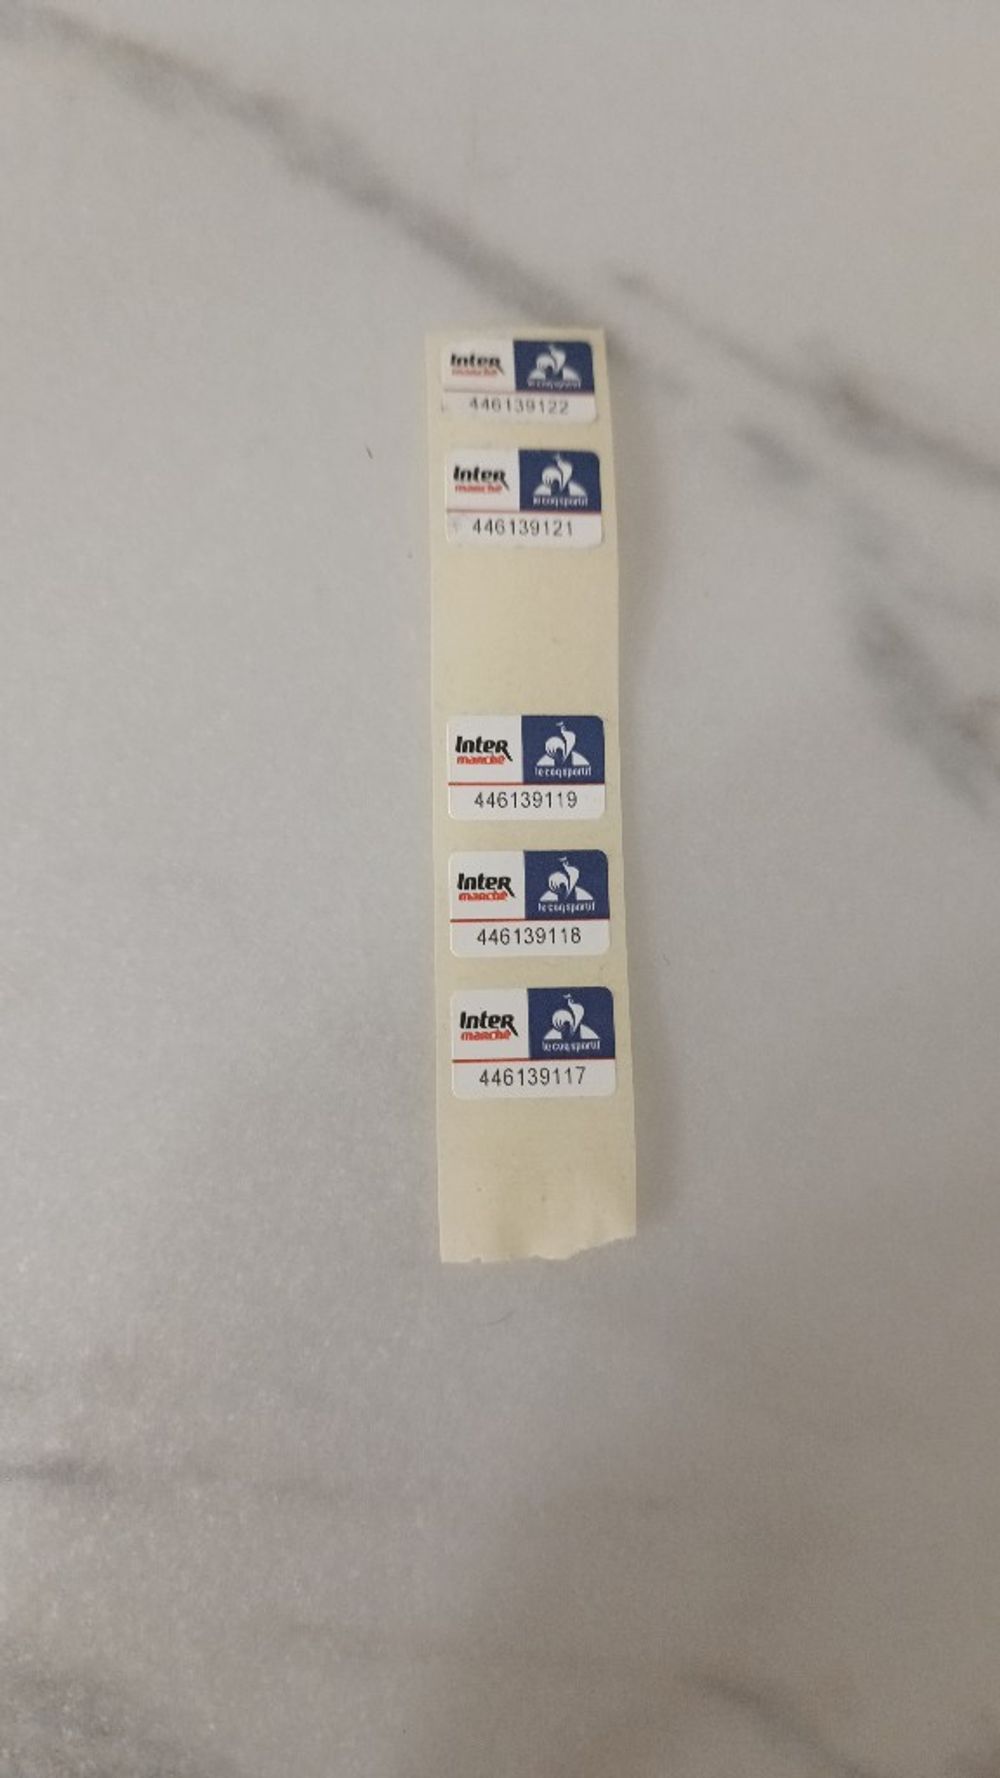 Inter
marché
le coq sportif
446139122
Inter
marché
le coq sportif
446139121
Inter
marché
le coq sportif
446139119
Inter
marché
le coq sportif
446139118
Inter
marché
le coq sportif
446139117